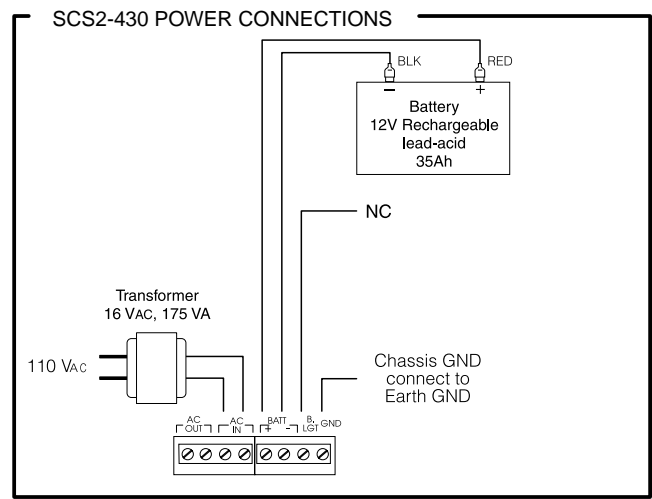 SCS2-430 POWER CONNECTIONS
BLK
RED
–
+
Battery
12V Rechargeable
lead-acid
35Ah
NC
Transformer
16 VAC, 175 VA
110 VAC
Chassis GND
connect to
Earth GND
AC
OUT
AC
IN
BATT
+
-
B.
LGT
GND